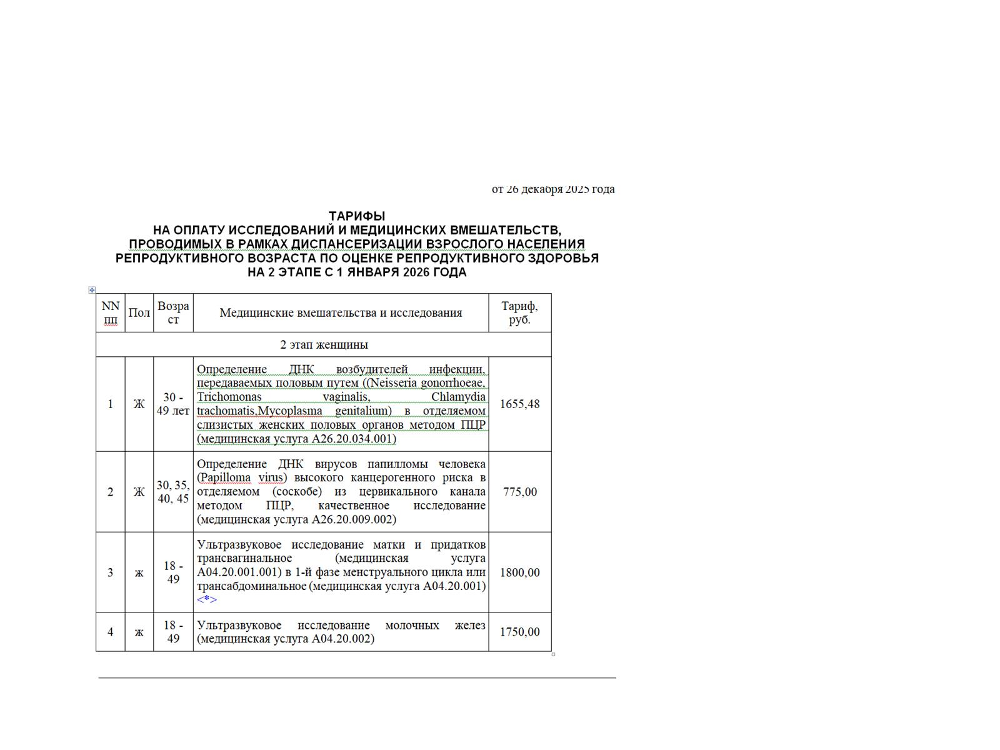 от 26 декабря 2025 года
ТАРИФЫ
НА ОПЛАТУ ИССЛЕДОВАНИЙ И МЕДИЦИНСКИХ ВМЕШАТЕЛЬСТВ,
ПРОВОДИМЫХ В РАМКАХ ДИСПАНСЕРИЗАЦИИ ВЗРОСЛОГО НАСЕЛЕНИЯ
РЕПРОДУКТИВНОГО ВОЗРАСТА ПО ОЦЕНКЕ РЕПРОДУКТИВНОГО ЗДОРОВЬЯ
НА 2 ЭТАПЕ С 1 ЯНВАРЯ 2026 ГОДА
NN
пп
Пол
Возра
ст
Медицинские вмешательства и исследования
Тариф,
руб.
2 этап женщины
1
Ж
30 -
49 лет
Определение ДНК возбудителей инфекции,
передаваемых половым путем ((Neisseria gonorrhoeae,
Trichomonas vaginalis, Chlamydia
trachomatis,Mycoplasma genitalium) в отделяемом
слизистых женских половых органов методом ПЦР
(медицинская услуга A26.20.034.001)
1655,48
2
Ж
30, 35,
40, 45
Определение ДНК вирусов папилломы человека
(Papilloma virus) высокого канцерогенного риска в
отделяемом (соскобе) из цервикального канала
методом ПЦР, качественное исследование
(медицинская услуга A26.20.009.002)
775,00
3
ж
18 -
49
Ультразвуковое исследование матки и придатков
трансвагинальное (медицинская услуга
A04.20.001.001) в 1-й фазе менструального цикла или
трансабдоминальное (медицинская услуга A04.20.001)
<*>
1800,00
4
ж
18 -
49
Ультразвуковое исследование молочных желез
(медицинская услуга A04.20.002)
1750,00